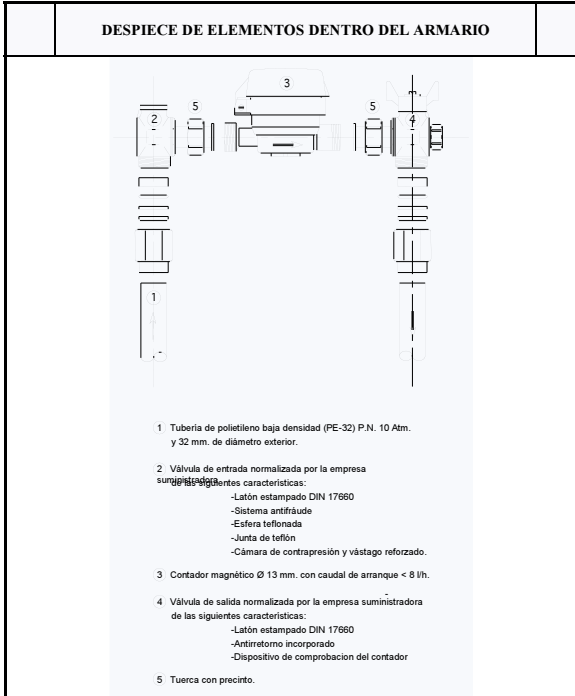 DESPIECE DE ELEMENTOS DENTRO DEL ARMARIO
3
5
5
2
4
1
1 Tuberia de polietileno baja densidad (PE-32) P.N. 10 Atm.
y 32 mm. de diámetro exterior.
2 Válvula de entrada normalizada por la empresa
suministradora
de las siguientes características:
-Latón estampado DIN 17660
-Sistema antifráude
-Esfera teflonada
-Junta de teflón
-Cámara de contrapresión y vástago reforzado.
3 Contador magnético Ø 13 mm. con caudal de arranque < 8 l/h.
4 Válvula de salida normalizada por la empresa suministradora
de las siguientes características:
-Latón estampado DIN 17660
-Antirretorno incorporado
-Dispositivo de comprobacion del contador
5 Tuerca con precinto.